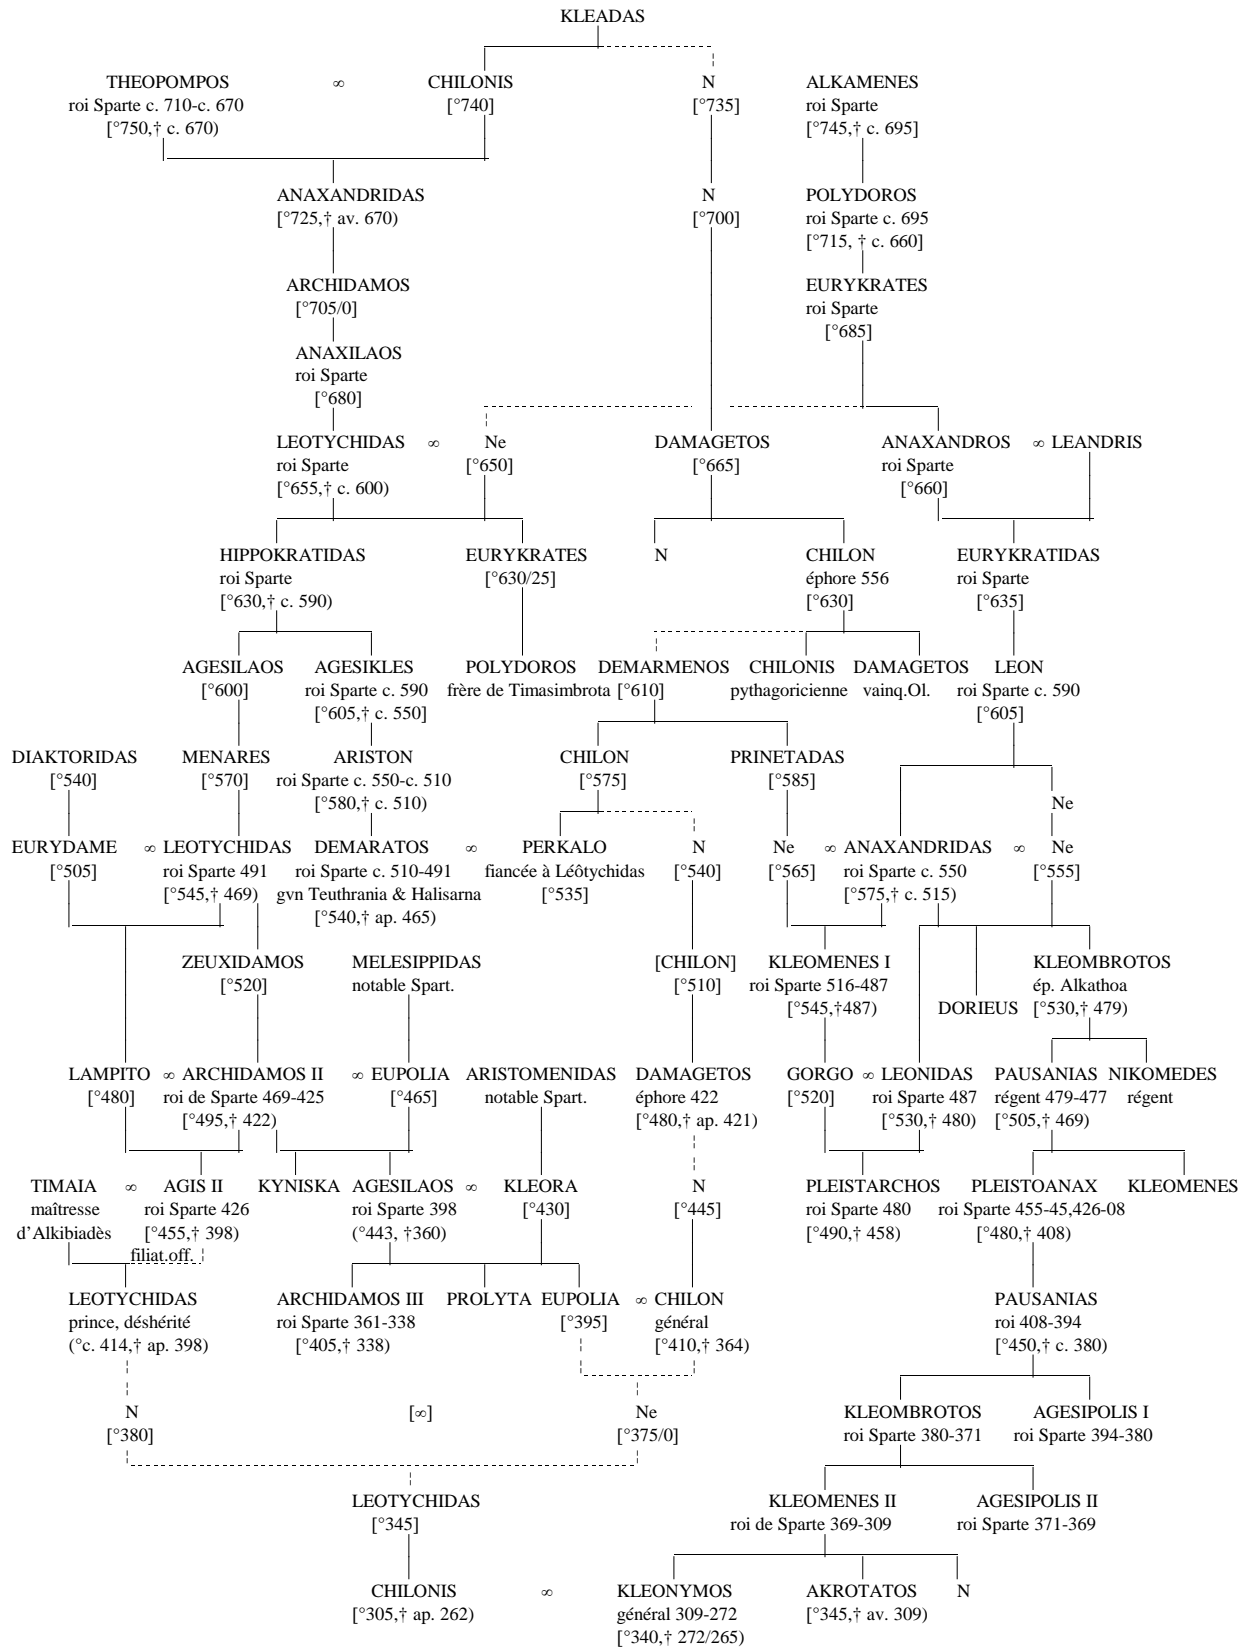 KLEADAS
THEOPOMPOS ∞ CHILONIS N ALKAMENES
roi Sparte c. 710-c. 670 [°740] [°735] roi Sparte
[°750,† c. 670) [°745,† c. 695]
ANAXANDRIDAS N POLYDOROS
[°725,† av. 670) [°700] roi Sparte c. 695
[°715, † c. 660]
ARCHIDAMOS EURYKRATES
[°705/0] roi Sparte
[°685]
ANAXILAOS
roi Sparte
[°680]
LEOTYCHIDAS ∞ Ne DAMAGETOS ANAXANDROS ∞ LEANDRIS
roi Sparte [°650] [°665] roi Sparte
[°655,† c. 600) [°660]
HIPPOKRATIDAS EURYKRATES N CHILON EURYKRATIDAS
roi Sparte [°630/25] éphore 556 roi Sparte
[°630,† c. 590) [°630] [°635]
AGESILAOS AGESIKLES POLYDOROS DEMARMENOS CHILONIS DAMAGETOS LEON
[°600] roi Sparte c. 590 frère de Timasimbrota [°610] pythagoricienne vainq.Ol. roi Sparte c. 590
[°605,† c. 550] [°605]
DIAKTORIDAS MENARES ARISTON CHILON PRINETADAS
[°540] [°570] roi Sparte c. 550-c. 510 [°575] [°585]
[°580,† c. 510) Ne
EURYDAME ∞ LEOTYCHIDAS DEMARATOS ∞ PERKALO N Ne ∞ ANAXANDRIDAS ∞ Ne
[°505] roi Sparte 491 roi Sparte c. 510-491 fiancée à Léôtychidas [°540] [°565] roi Sparte c. 550 [°555]
[°545,† 469) gvn Teuthrania & Halisarna [°535] [°575,† c. 515)
[°540,† ap. 465)
ZEUXIDAMOS MELESIPPIDAS [CHILON] KLEOMENES I KLEOMBROTOS
[°520] notable Spart. [°510] roi Sparte 516-487 ép. Alkathoa
[°545,†487) DORIEUS [°530,† 479)
LAMPITO ∞ ARCHIDAMOS II ∞ EUPOLIA ARISTOMENIDAS DAMAGETOS GORGO ∞ LEONIDAS PAUSANIAS NIKOMEDES
[°480] roi de Sparte 469-425 [°465] notable Spart. éphore 422 [°520] roi Sparte 487 régent 479-477 régent
[°495,† 422) [°480,† ap. 421) [°530,† 480) [°505,† 469)
TIMAIA ∞ AGIS II KYNISKA AGESILAOS ∞ KLEORA N PLEISTARCHOS PLEISTOANAX KLEOMENES
maîtresse roi Sparte 426 roi Sparte 398 [°430] [°445] roi Sparte 480 roi Sparte 455-45,426-08
d'Alkibiadès [°455,† 398) (°443, †360) [°490,† 458) [°480,† 408)
filiat.off.
LEOTYCHIDAS ARCHIDAMOS III PROLYTA EUPOLIA ∞ CHILON PAUSANIAS
prince, déshérité roi Sparte 361-338 [°395] général roi 408-394
(°c. 414,† ap. 398) [°405,† 338) [°410,† 364) [°450,† c. 380)
N [∞] Ne KLEOMBROTOS AGESIPOLIS I
[°380] [°375/0] roi Sparte 380-371 roi Sparte 394-380
LEOTYCHIDAS KLEOMENES II AGESIPOLIS II
[°345] roi de Sparte 369-309 roi Sparte 371-369
CHILONIS ∞ KLEONYMOS AKROTATOS N
[°305,† ap. 262) général 309-272 [°345,† av. 309)
[°340,† 272/265)